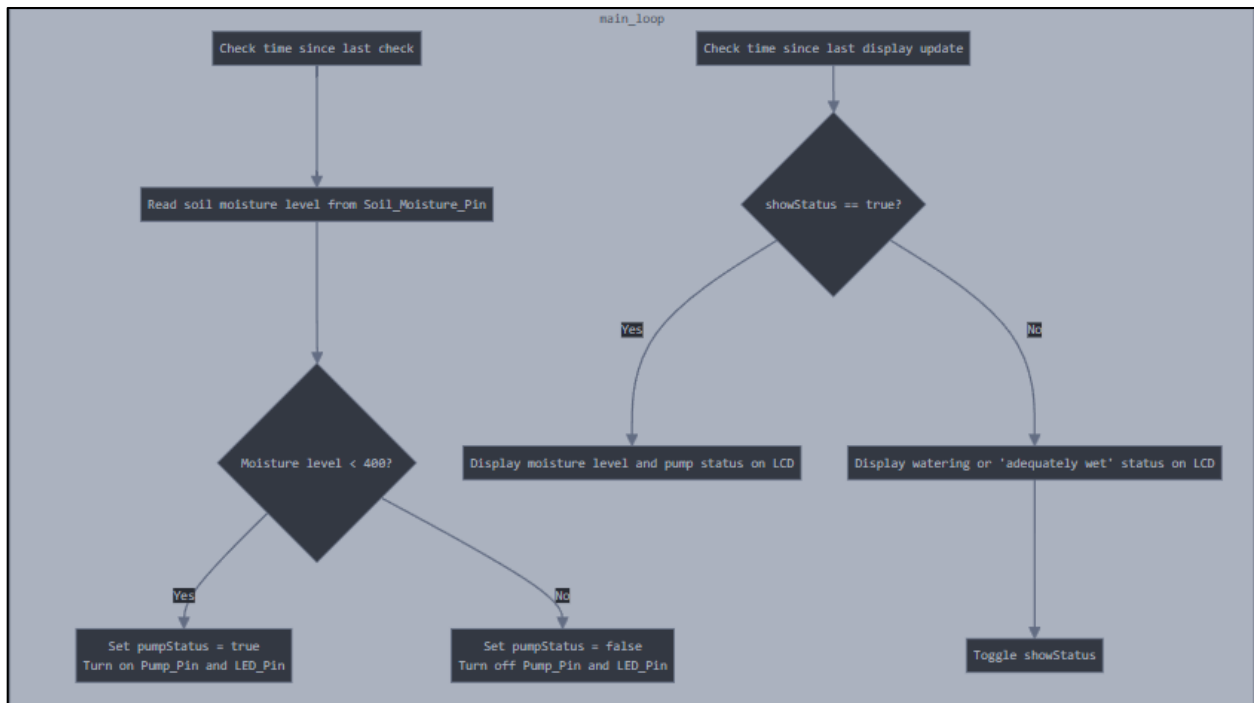 main_loop
Check time since last check
Check time since last display update
Read soil moisture level from Soil_Moisture_Pin
showStatus == true?
Yes
No
Moisture level < 400?
Display moisture level and pump status on LCD
Display watering or 'adequately wet' status on LCD
Yes
No
Set pumpStatus = true
Turn on Pump_Pin and LED_Pin
Set pumpStatus = false
Turn off Pump_Pin and LED_Pin
Toggle showStatus